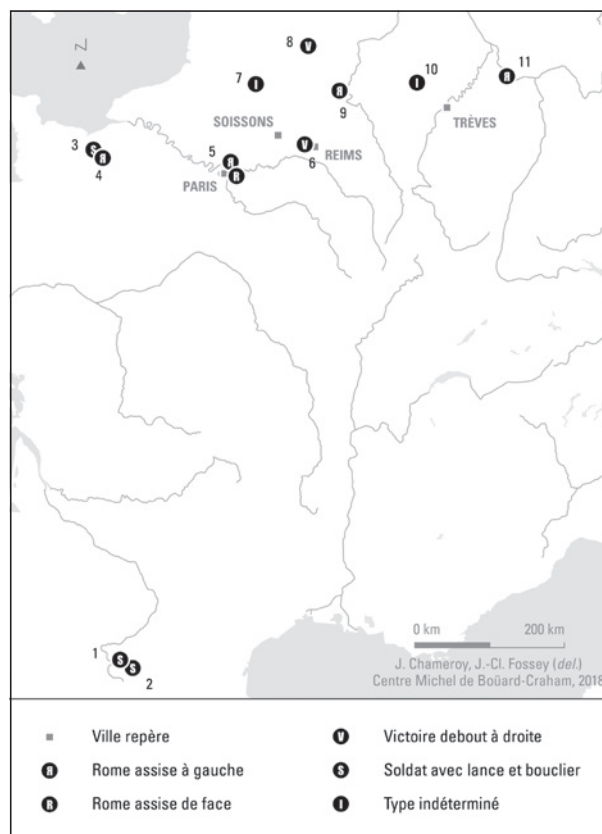 N
8 V
7 I
10 I
11 Я
Я
9
SOISSONS
TRÈVES
3 S
Я
4
5 Я
V
6
REIMS
PARIS
R
1 S
S
2
0 km 200 km
J. Chameroy, J.-Cl. Fossey (del.)
Centre Michel de Boüard-Craham, 2018
Ville repère
Я Rome assise à gauche
R Rome assise de face
V Victoire debout à droite
S Soldat avec lance et bouclier
I Type indéterminé